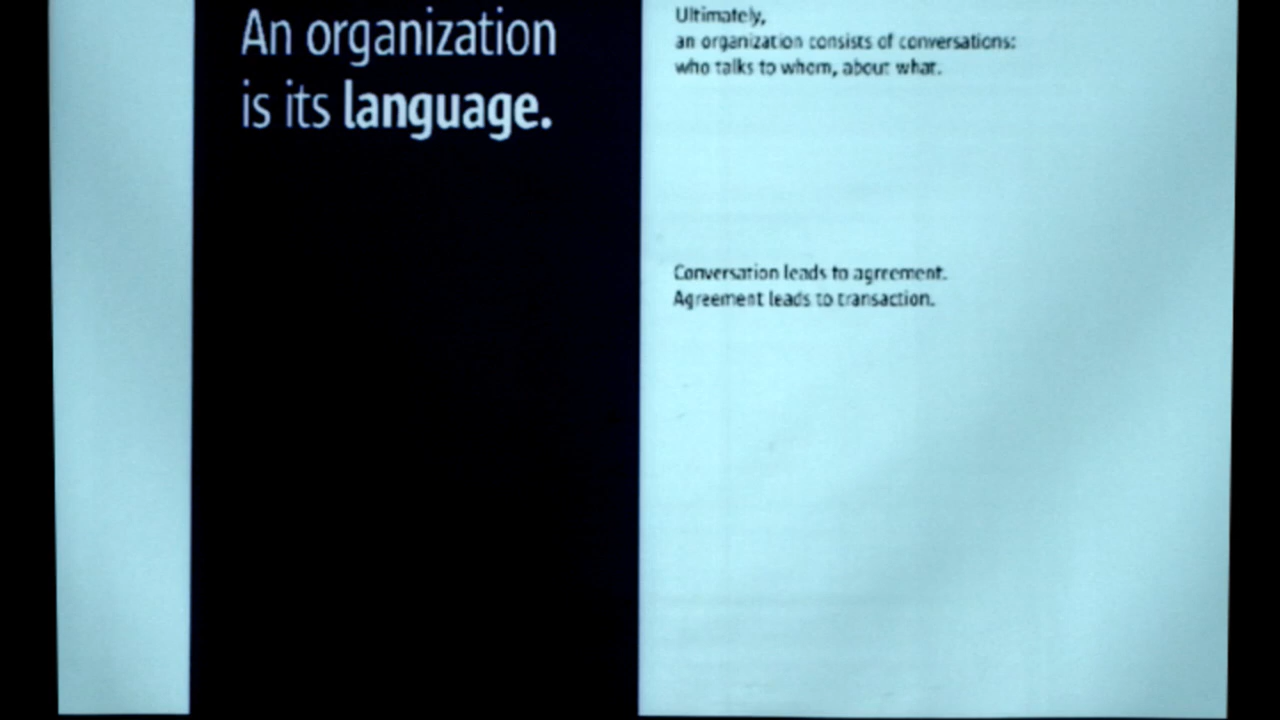 An organization
is its language.
Ultimately,
an organization consists of conversations:
who talks to whom, about what.
Conversation leads to agreement.
Agreement leads to transaction.